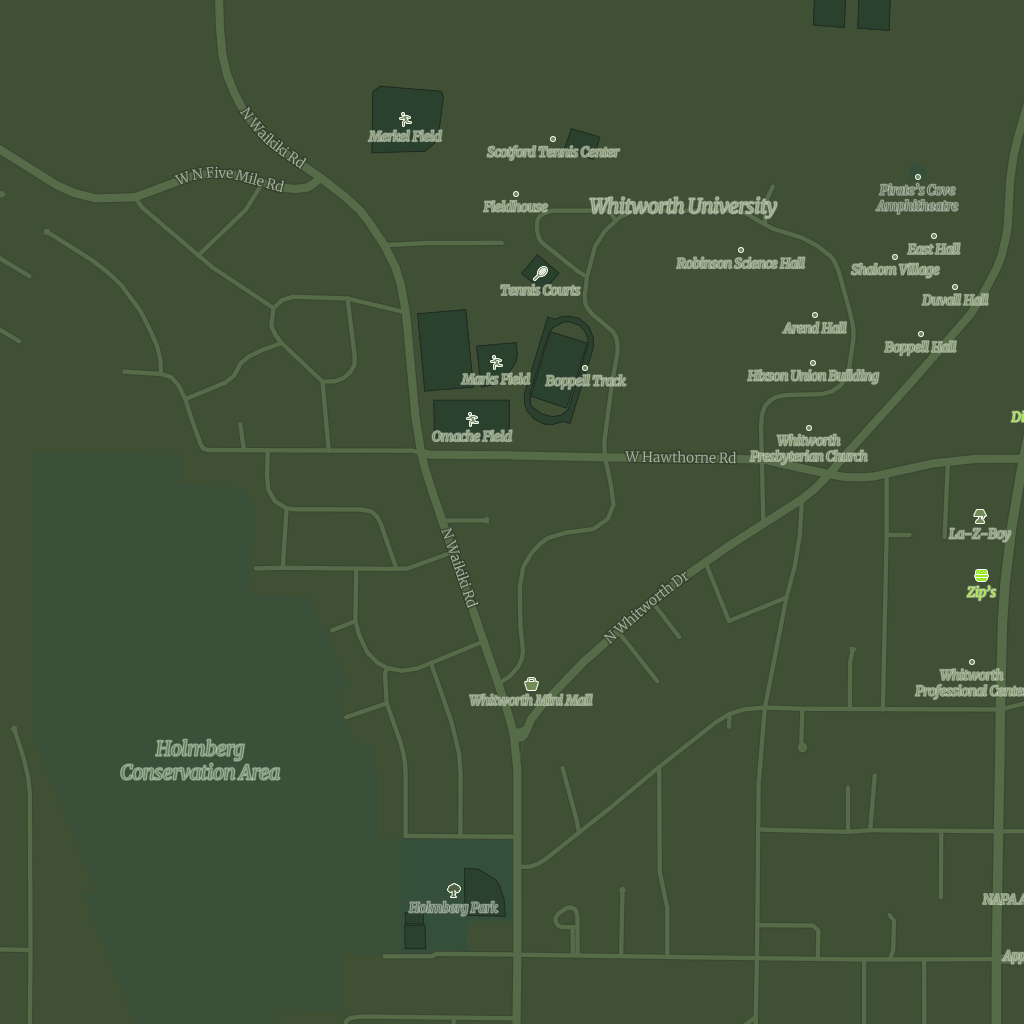 N Waikiki Rd
Merkel Field
Scotford Tennis Center
W N Five Mile Rd
Pirate's Cove
Amphitheatre
Fieldhouse
Whitworth University
East Hall
Robinson Science Hall
Shalom Village
Tennis Courts
Duvall Hall
Arend Hall
Boppell Hall
Marks Field
Boppell Track
Hixson Union Building
Omache Field
Whitworth
Presbyterian Church
W Hawthorne Rd
La-Z-Boy
N Waikiki Rd
Zip's
N Whitworth Dr
Whitworth
Professional Center
Whitworth Mini Mall
Holmberg
Conservation Area
Holmberg Park
NAPA A
App